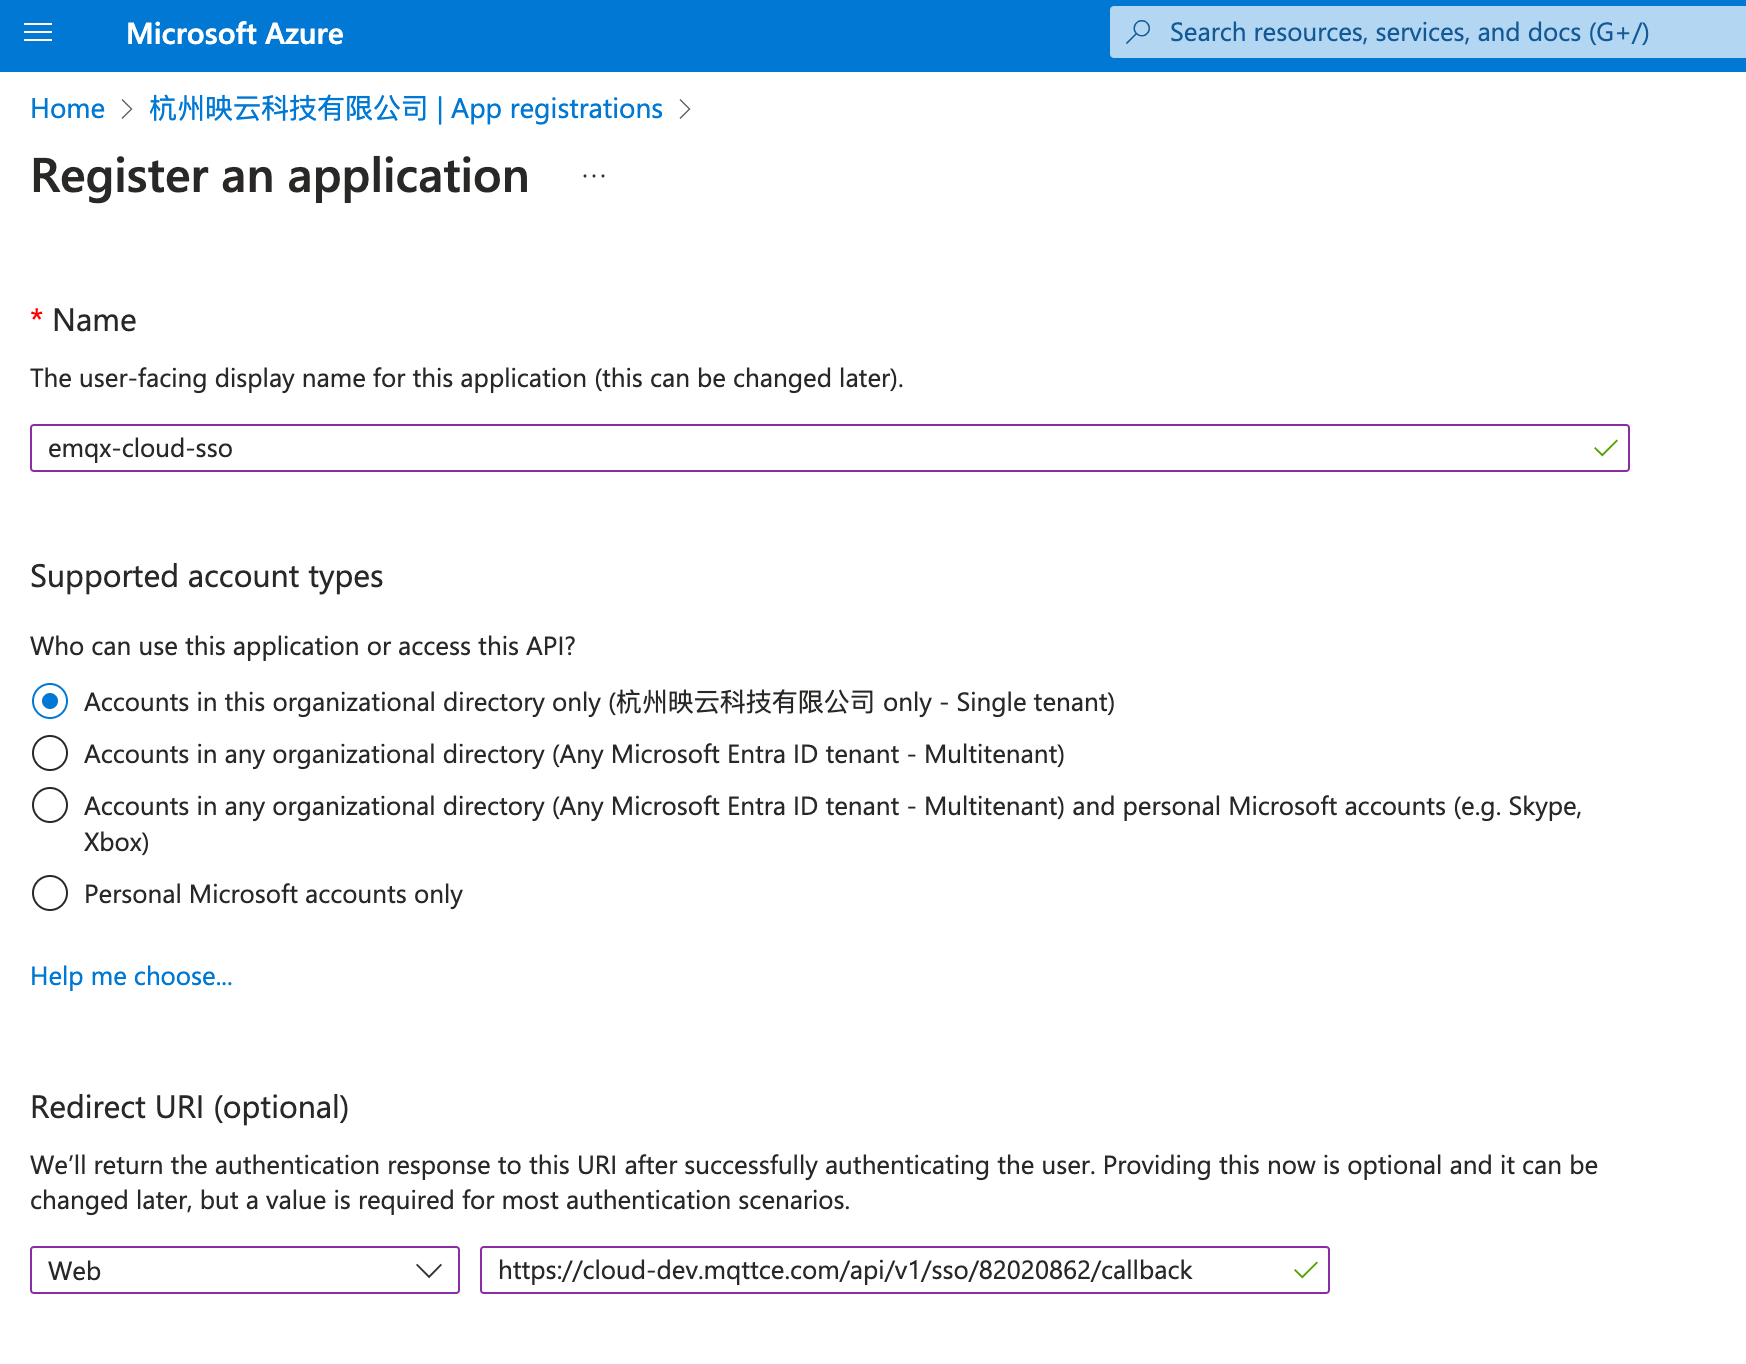 Microsoft Azure
Search resources, services, and docs (G+/)
Home > 杭州映云科技有限公司 | App registrations >
Register an application ...
* Name
The user-facing display name for this application (this can be changed later).
emqx-cloud-sso
Supported account types
Who can use this application or access this API?
Accounts in this organizational directory only (杭州映云科技有限公司 only - Single tenant)
Accounts in any organizational directory (Any Microsoft Entra ID tenant - Multitenant)
Accounts in any organizational directory (Any Microsoft Entra ID tenant - Multitenant) and personal Microsoft accounts (e.g. Skype,
Xbox)
Personal Microsoft accounts only
Help me choose...
Redirect URI (optional)
We’ll return the authentication response to this URI after successfully authenticating the user. Providing this now is optional and it can be
changed later, but a value is required for most authentication scenarios.
Web
https://cloud-dev.mqttce.com/api/v1/sso/82020862/callback